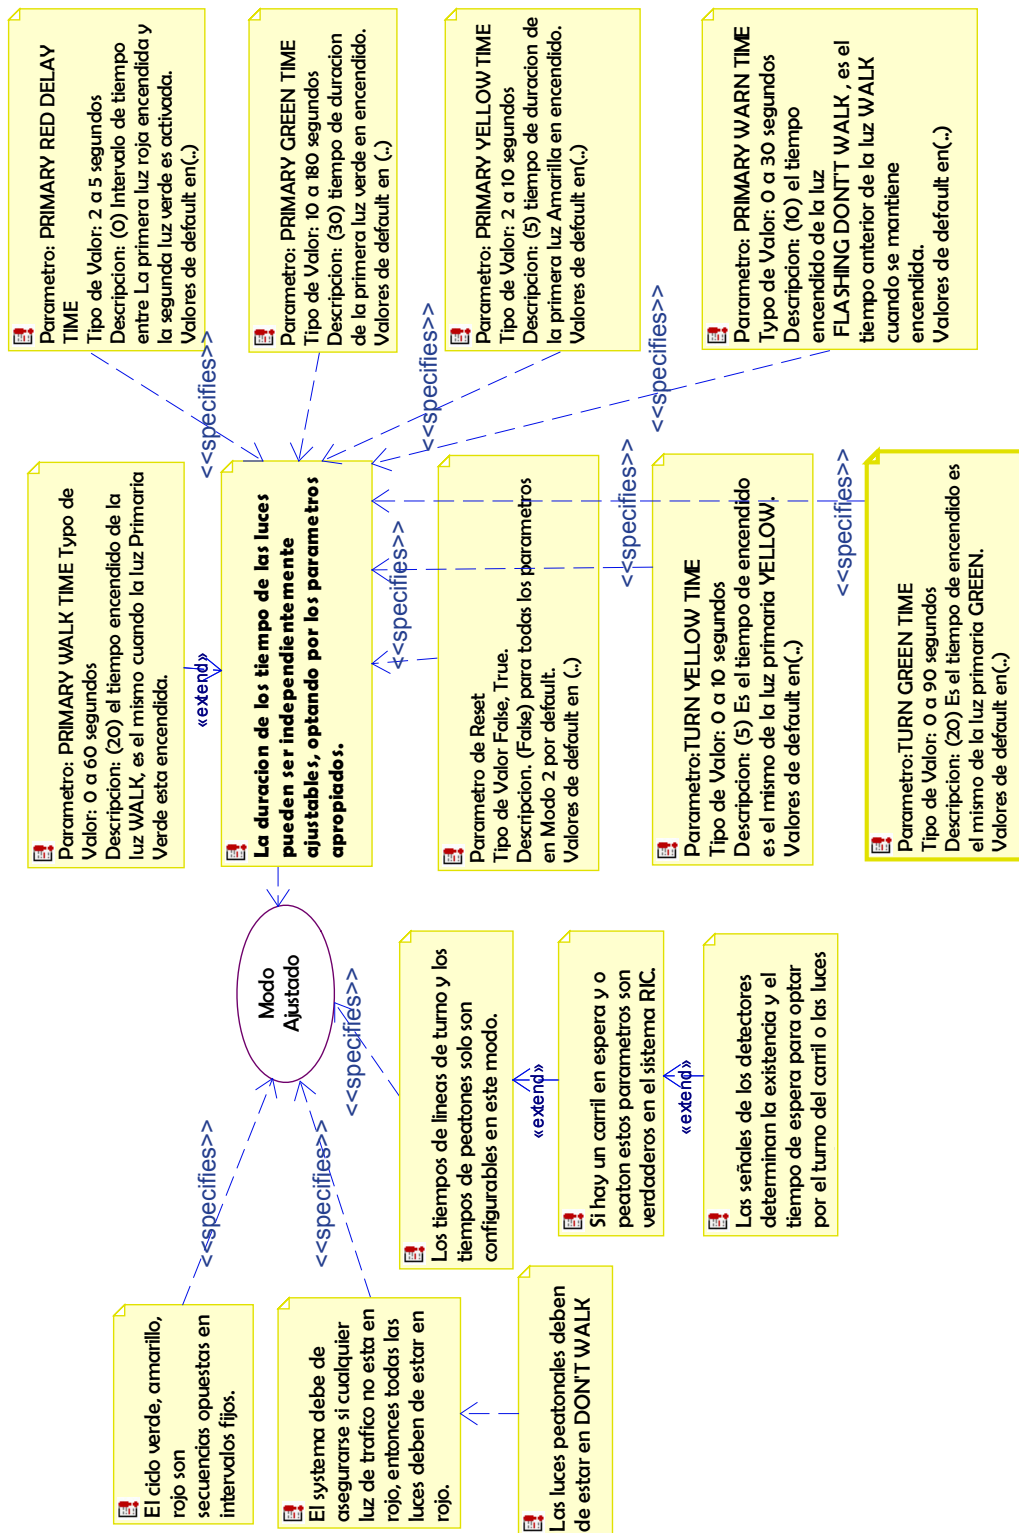 El ciclo verde, amarillo,
rojo son
secuencias opuestas en
intervalos fijos.
<<specifies>>
El systema debe de
asegurarse si cualquier
luz de trafico no esta en
rojo, entonces todas las
luces deben de estar en
rojo.
<<specifies>>
Las luces peatonales deben
de estar en DON'T WALK
Modo
Ajustado
<<specifies>>
Los tiempos de lineas de turno y los
tiempos de peatones solo son
configurables en este modo.
«extend»
Si hay un carril en espera y o
peaton estos parametros son
verdaderos en el sistema RIC.
«extend»
Las señales de los detectores
determinan la existencia y el
tiempo de espera para optar
por el turno del carril o las luces
Parametro: PRIMARY WALK TIME Typo de
Valor: 0 a 60 segundos
Descripcion: (20) el tiempo encendido de la
luz WALK, es el mismo cuando la luz Primaria
Verde esta encendida.
«extend»
La duracion de los tiempo de las luces
pueden ser independientemente
ajustables, optando por los parametros
apropiados.
<<specifies>>
Parametro de Reset
Tipo de Valor False, True.
Descripcion. (False) para todas los parametros
en Modo 2 por default.
Valores de default en (..)
<<specifies>>
Parametro:TURN YELLOW TIME
Tipo de Valor: 0 a 10 segundos
Descripcion: (5) Es el tiempo de encendido
es el mismo de la luz primaria YELLOW.
Valores de default en(..)
<<specifies>>
Parametro:TURN GREEN TIME
Tipo de Valor: 0 a 90 segundos
Descripcion: (20) Es el tiempo de encendido es
el mismo de la luz primaria GREEN.
Valores de default en(..)
Parametro: PRIMARY RED DELAY
TIME
Tipo de Valor: 2 a 5 segundos
Descripcion: (0) Intervalo de tiempo
entre La primera luz roja encendida y
la segunda luz verde es activada.
Valores de default en(..)
<<specifies>>
Parametro: PRIMARY GREEN TIME
Tipo de Valor: 10 a 180 segundos
Descripcion: (30) tiempo de duracion
de la primera luz verde en encendido.
Valores de default en (..)
<<specifies>>
Parametro: PRIMARY YELLOW TIME
Tipo de Valor: 2 a 10 segundos
Descripcion: (5) tiempo de duracion de
la primera luz Amarilla en encendido.
Valores de default en(..)
<<specifies>>
Parametro: PRIMARY WARN TIME
Typo de Valor: 0 a 30 segundos
Descripcion: (10) el tiempo
encendido de la luz
FLASHING DON'T WALK , es el
tiempo anterior de la luz WALK
cuando se mantiene
encendida.
Valores de default en(..)